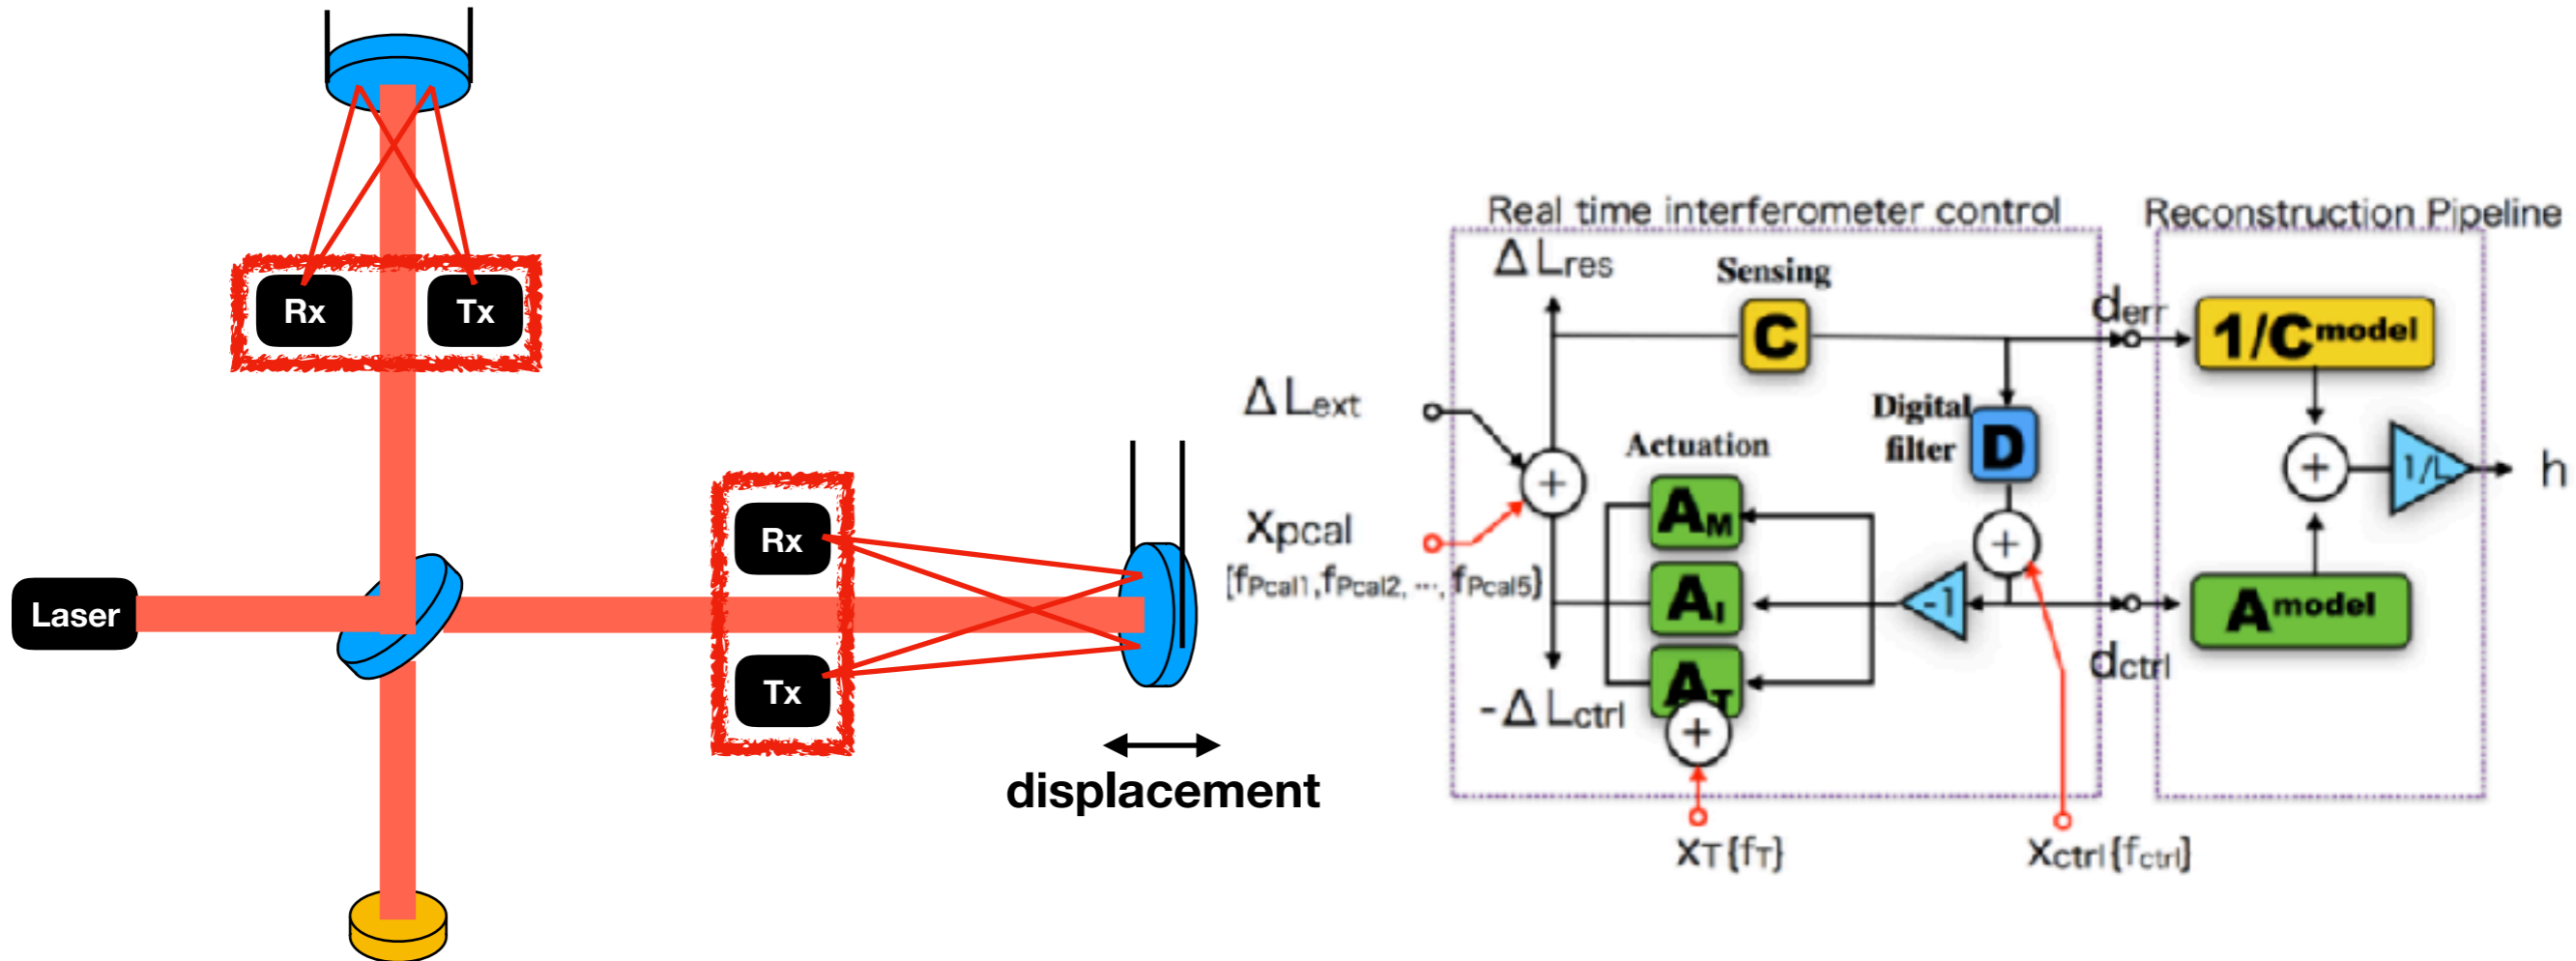 Rx
Tx
Laser
Rx
Tx
displacement
Real time interferometer control
Reconstruction Pipeline
ΔLres
Sensing
C
derr
1/Cmodel
ΔLext
Digital
filter
D
Actuation
+
+
1/L
h
AM
Xpcal
{fPcal1,fPcal2, ..., fPcal5}
+
AI
-1
Amodel
dctrl
AT
-ΔLctrl
+
XT{fT}
Xctrl{fctrl}